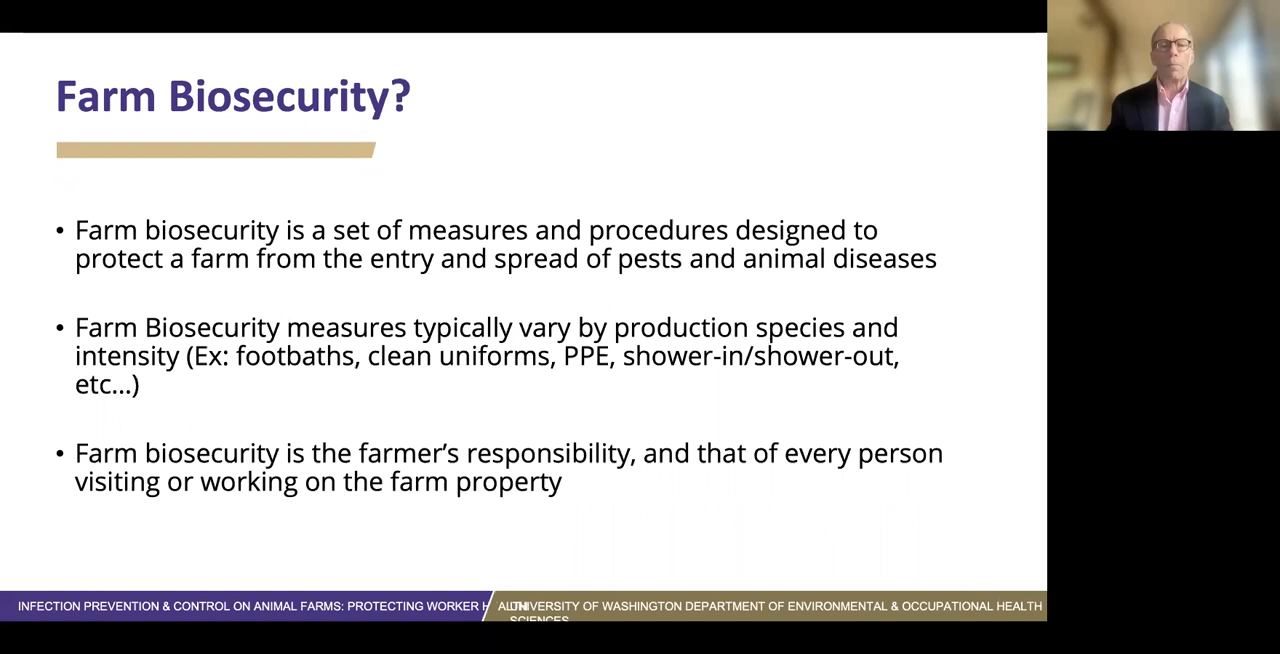 Farm Biosecurity?
• Farm biosecurity is a set of measures and procedures designed to
protect a farm from the entry and spread of pests and animal diseases
• Farm Biosecurity measures typically vary by production species and
intensity (Ex: footbaths, clean uniforms, PPE, shower-in/shower-out,
etc...)
• Farm biosecurity is the farmer’s responsibility, and that of every person
visiting or working on the farm property
INFECTION PREVENTION & CONTROL ON ANIMAL FARMS: PROTECTING WORKER HEALTH
UNIVERSITY OF WASHINGTON DEPARTMENT OF ENVIRONMENTAL & OCCUPATIONAL HEALTH
SCIENCES